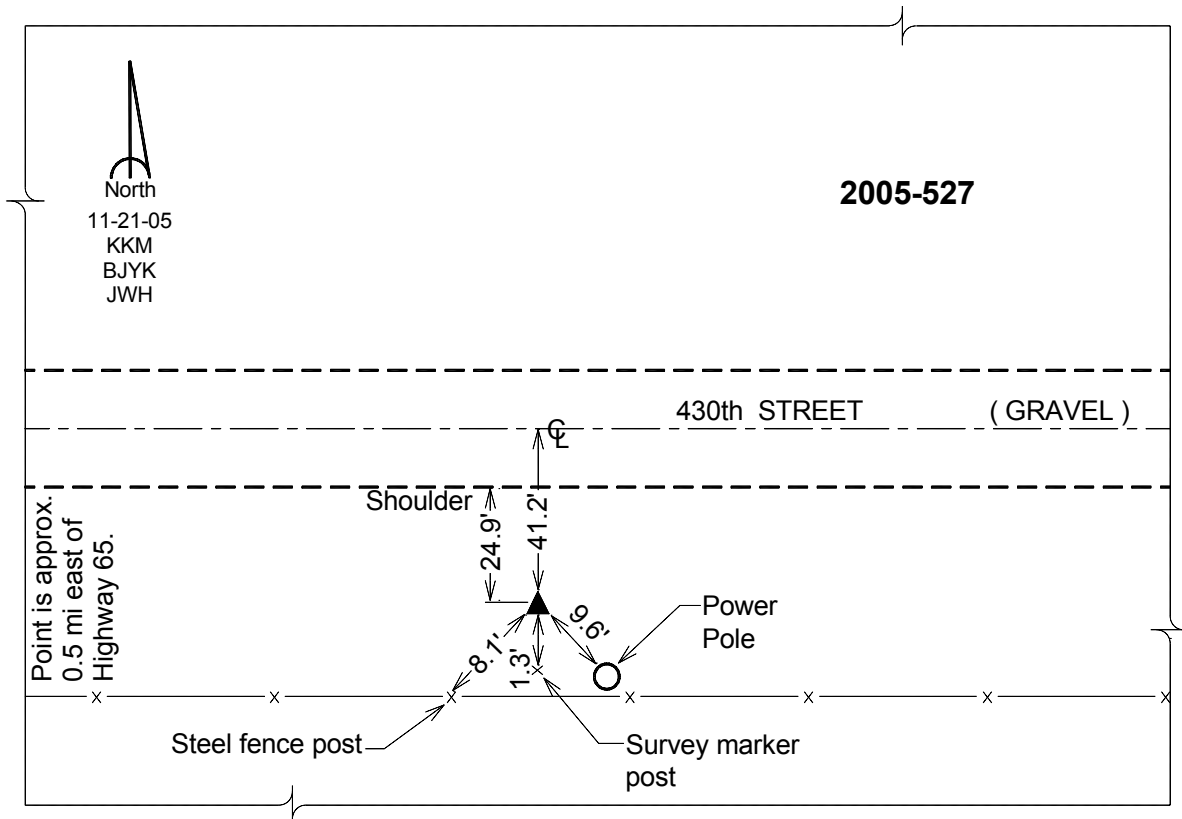 North
11-21-05
KKM
BJYK
JWH
2005-527
430th STREET ( GRAVEL )
CL
Shoulder
24.9'
41.2'
Point is approx.
0.5 mi east of
Highway 65.
9.6'
Power
Pole
8.1'
1.3'
Steel fence post
Survey marker
post